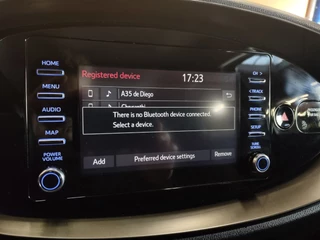 HOME
Registered device
17:23
MENU
A35 de Diego
AUDIO
TRACK
There is no Bluetooth device connected.
Select a device.
PHONE
MAP
SETUP
POWER
VOLUME
Add
Preferred device settings
Remove